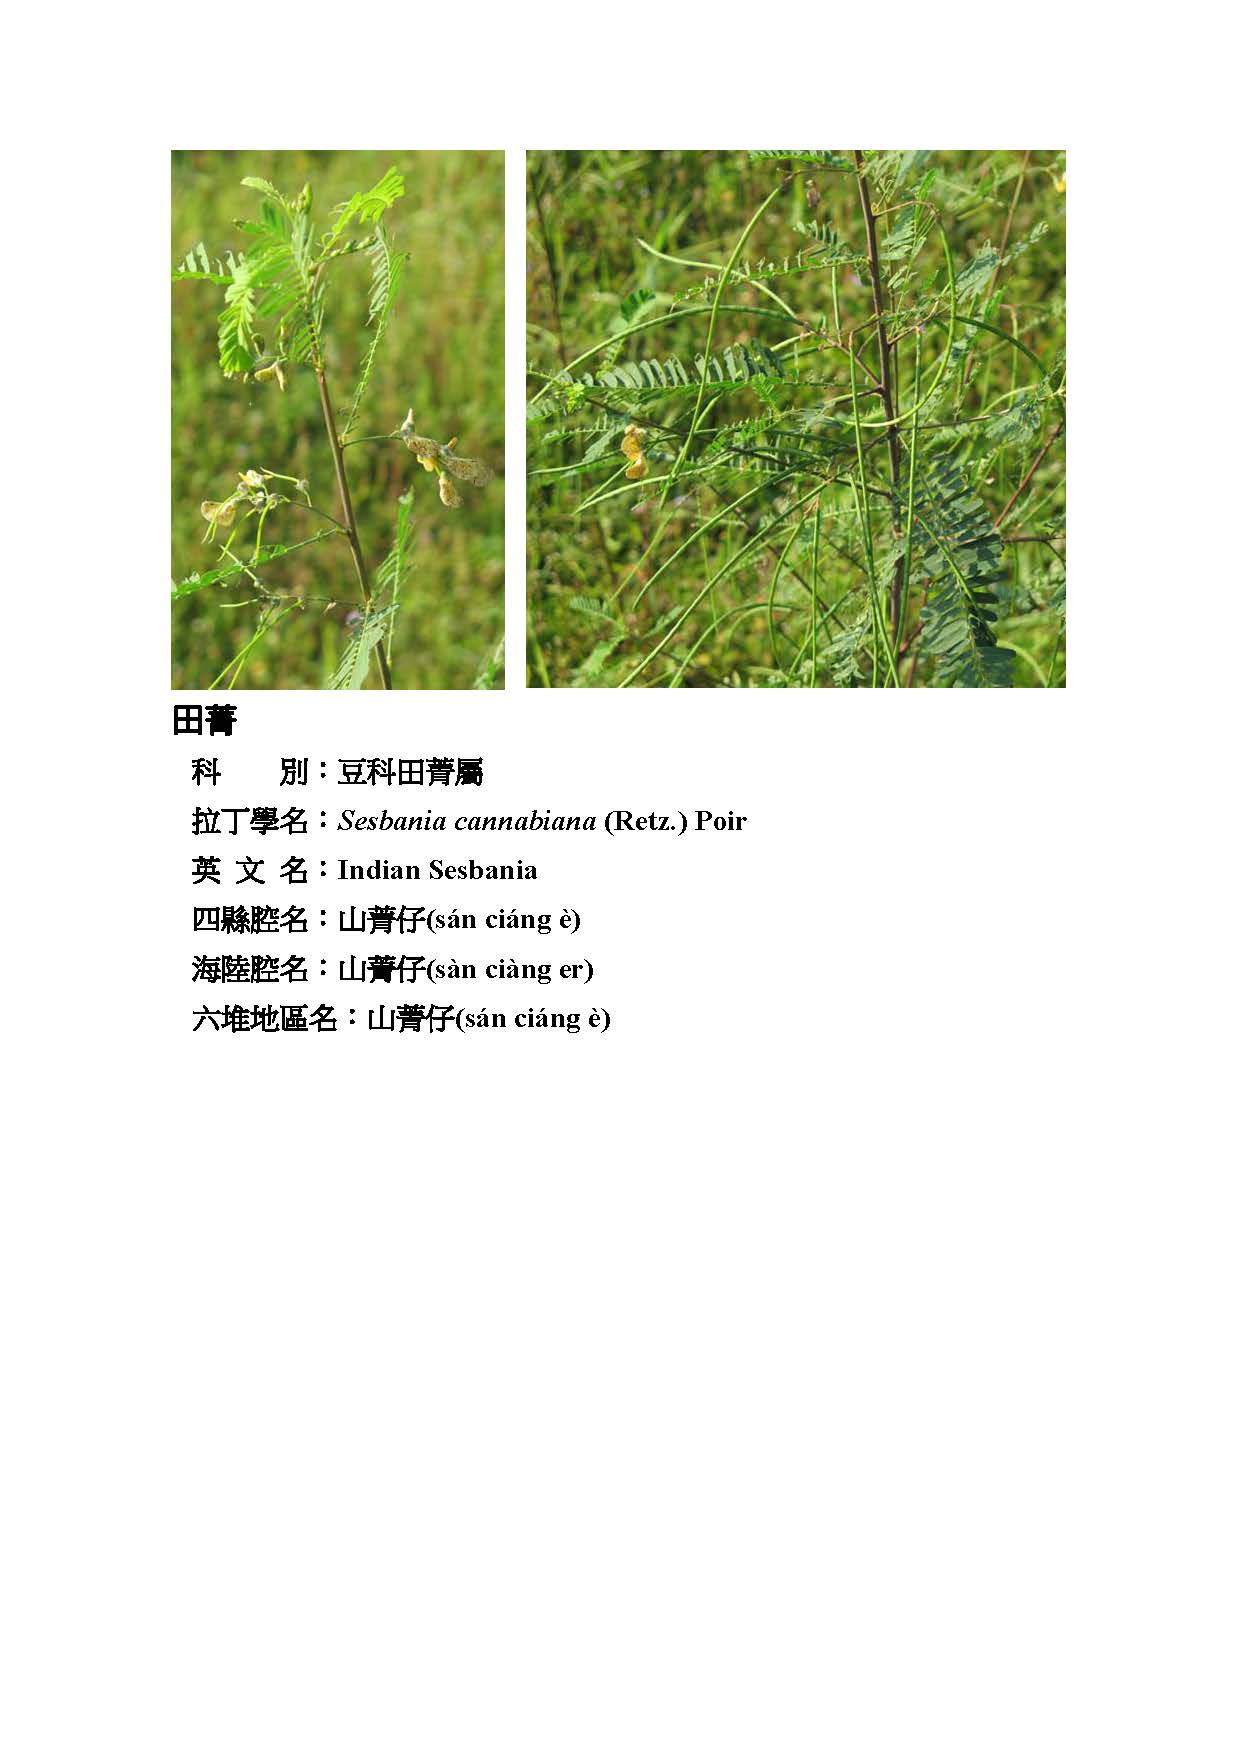 田菁
科　　別：豆科田菁屬
拉丁學名：Sesbania cannabiana (Retz.) Poir
英 文 名：Indian Sesbania
四縣腔名：山菁仔(sán ciáng è)
海陸腔名：山菁仔(sàn ciàng er)
六堆地區名：山菁仔(sán ciáng è)